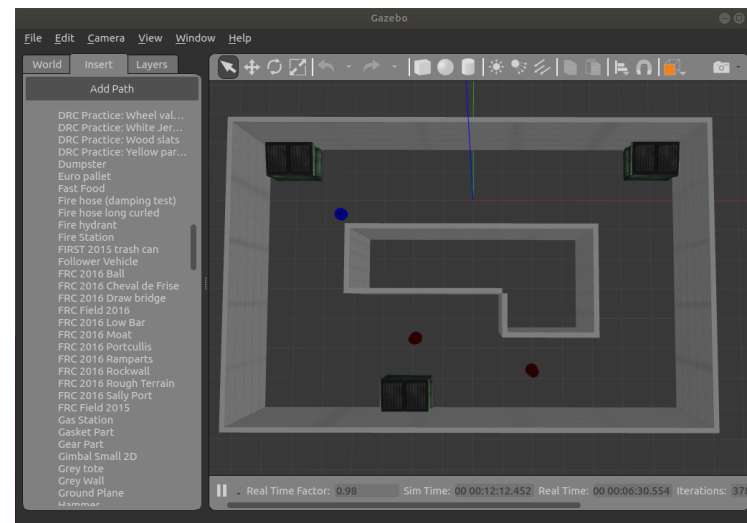 Gazebo
File Edit Camera View Window Help
World Insert Layers
Add Path
DRC Practice: Wheel val...
DRC Practice: White Jer...
DRC Practice: Wood slats
DRC Practice: Yellow par...
Dumpster
Euro pallet
Fast Food
Fire hose (damping test)
Fire hose long curled
Fire hydrant
Fire Station
FIRST 2015 trash can
Follower Vehicle
FRC 2016 Ball
FRC 2016 Cheval de Frise
FRC 2016 Draw bridge
FRC Field 2016
FRC 2016 Low Bar
FRC 2016 Moat
FRC 2016 Portcullis
FRC 2016 Ramparts
FRC 2016 Rockwall
FRC 2016 Rough Terrain
FRC 2016 Sally Port
FRC Field 2015
Gas Station
Gasket Part
Gear Part
Gimbal Small 2D
Grey tote
Grey Wall
Ground Plane
Hammer
Real Time Factor: 0.98 Sim Time: 00 00:12:12.452 Real Time: 00 00:06:30.554 Iterations: